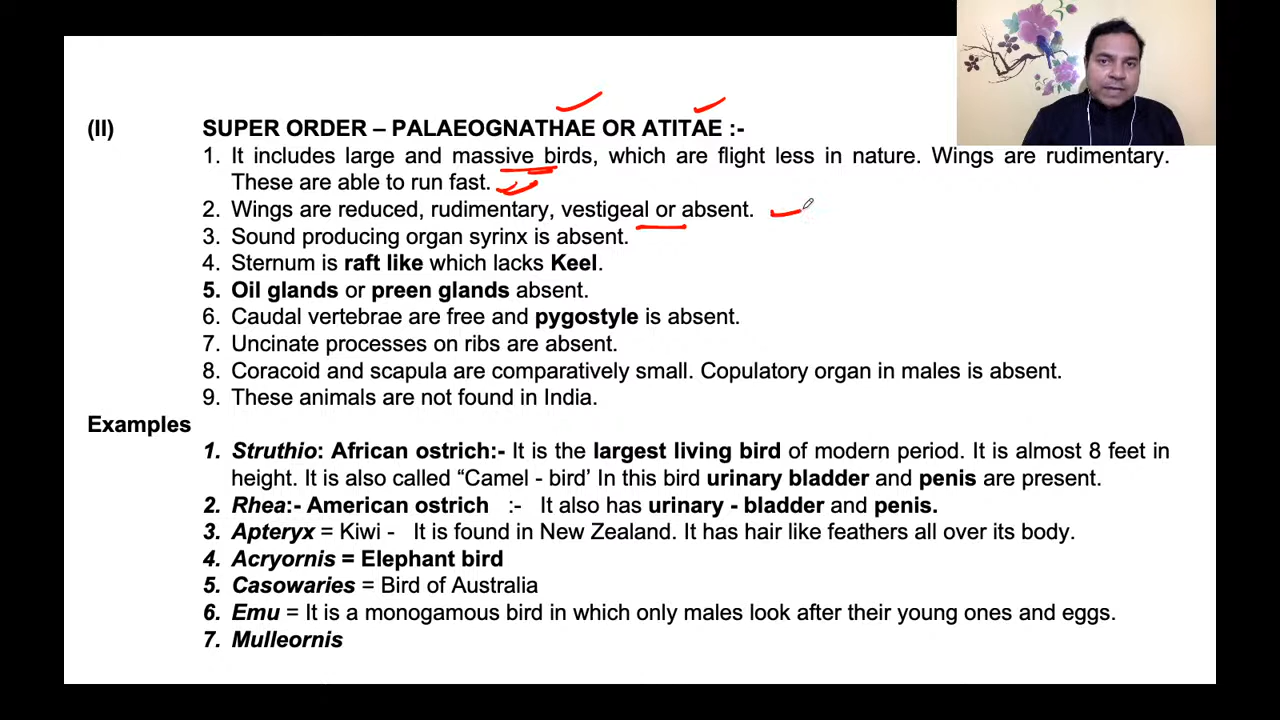 (II) SUPER ORDER – PALAEOGNATHAE OR ATITAE :-
1. It includes large and massive birds, which are flight less in nature. Wings are rudimentary.
These are able to run fast.
2. Wings are reduced, rudimentary, vestigeal or absent.
3. Sound producing organ syrinx is absent.
4. Sternum is raft like which lacks Keel.
5. Oil glands or preen glands absent.
6. Caudal vertebrae are free and pygostyle is absent.
7. Uncinate processes on ribs are absent.
8. Coracoid and scapula are comparatively small. Copulatory organ in males is absent.
9. These animals are not found in India.
Examples
1. Struthio: African ostrich:- It is the largest living bird of modern period. It is almost 8 feet in
height. It is also called “Camel - bird’ In this bird urinary bladder and penis are present.
2. Rhea:- American ostrich :- It also has urinary - bladder and penis.
3. Apteryx = Kiwi - It is found in New Zealand. It has hair like feathers all over its body.
4. Acryornis = Elephant bird
5. Casowaries = Bird of Australia
6. Emu = It is a monogamous bird in which only males look after their young ones and eggs.
7. Mulleornis